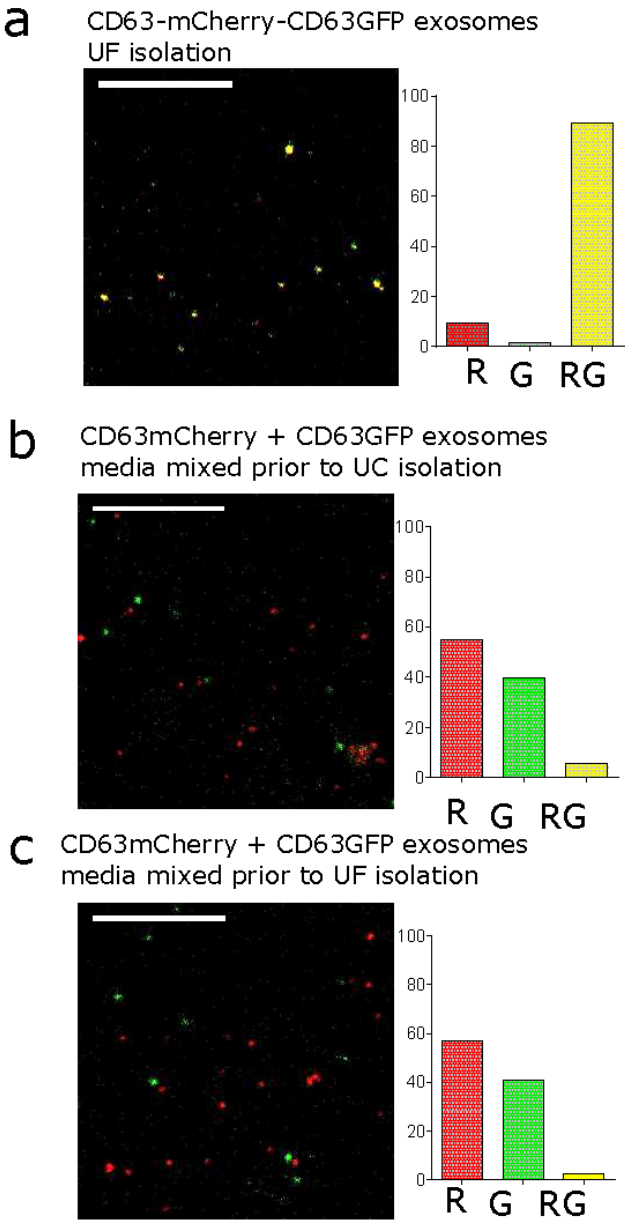 a
CD63-mCherry-CD63GFP exosomes
UF isolation
100
80
60
40
20
0
R G RG
b
CD63mCherry + CD63GFP exosomes
media mixed prior to UC isolation
100
80
60
40
20
0
R G RG
c
CD63mCherry + CD63GFP exosomes
media mixed prior to UF isolation
100
80
60
40
20
0
R G RG